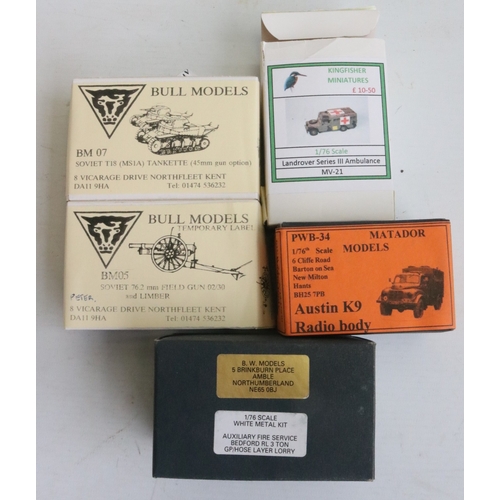 BULL MODELS
BM 07
SOVIET T18 (MS1A) TANKETTE (45mm gun option)
8 VICARAGE DRIVE NORTHFLEET KENT
DA11 9HA Tel: 01474 536232
KINGFISHER
MINIATURES
£ 10-50
1/76 Scale
Landrover Series III Ambulance
MV-21
BULL MODELS
TEMPORARY LABEL
BM05
SOVIET 76.2 mm FIELD GUN 02/30
and LIMBER
PETER
8 VICARAGE DRIVE NORTHFLEET KENT
DA11 9HA Tel: 01474 536232
PWB-34 MATADOR
MODELS
1/76th Scale
6 Cliffe Road
Barton on Sea
New Milton
Hants
BH25 7PB
Austin K9
Radio body
B. W. MODELS
5 BRINKBURN PLACE
AMBLE
NORTHUMBERLAND
NE65 0BJ
1/76 SCALE
WHITE METAL KIT
AUXILIARY FIRE SERVICE
BEDFORD RL 3 TON
GP/HOSE LAYER LORRY